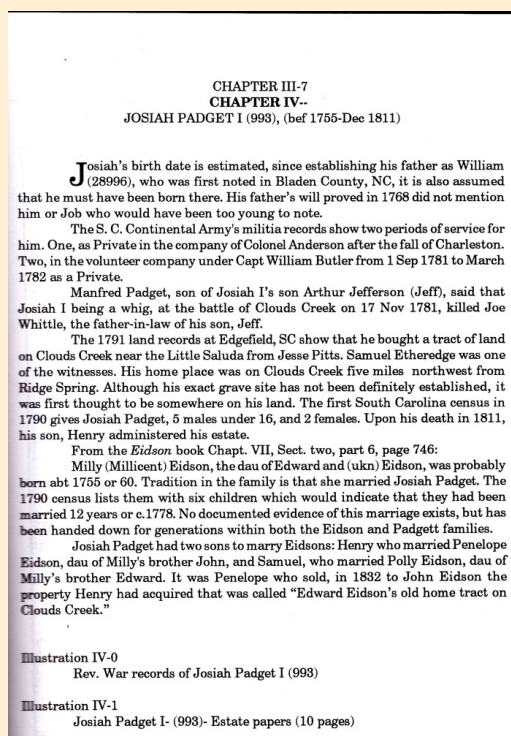 CHAPTER III-7
CHAPTER IV--
JOSIAH PADGET I (993), (bef 1755-Dec 1811)
Josiah's birth date is estimated, since establishing his father as William
(28996), who was first noted in Bladen County, NC, it is also assumed
that he must have been born there. His father's will proved in 1768 did not mention
him or Job who would have been too young to note.
The S. C. Continental Army's militia records show two periods of service for
him. One, as Private in the company of Colonel Anderson after the fall of Charleston.
Two, in the volunteer company under Capt William Butler from 1 Sep 1781 to March
1782 as a Private.
Manfred Padget, son of Josiah I's son Arthur Jefferson (Jeff), said that
Josiah I being a whig, at the battle of Clouds Creek on 17 Nov 1781, killed Joe
Whittle, the father-in-law of his son, Jeff.
The 1791 land records at Edgefield, SC show that he bought a tract of land
on Clouds Creek near the Little Saluda from Jesse Pitts. Samuel Etheredge was one
of the witnesses. His home place was on Clouds Creek five miles northwest from
Ridge Spring. Although his exact grave site has not been definitely established, it
was first thought to be somewhere on his land. The first South Carolina census in
1790 gives Josiah Padget, 5 males under 16, and 2 females. Upon his death in 1811,
his son, Henry administered his estate.
From the Eidson book Chapt. VII, Sect. two, part 6, page 746:
Milly (Millicent) Eidson, the dau of Edward and (ukn) Eidson, was probably
born abt 1755 or 60. Tradition in the family is that she married Josiah Padget. The
1790 census lists them with six children which would indicate that they had been
married 12 years or c.1778. No documented evidence of this marriage exists, but has
been handed down for generations within both the Eidson and Padgett families.
Josiah Padget had two sons to marry Eidsons: Henry who married Penelope
Eidson, dau of Milly's brother John, and Samuel, who married Polly Eidson, dau of
Milly's brother Edward. It was Penelope who sold, in 1832 to John Eidson the
property Henry had acquired that was called "Edward Eidson's old home tract on
Clouds Creek."
Illustration IV-0
Rev. War records of Josiah Padget I (993)
Illustration IV-1
Josiah Padget I- (993)- Estate papers (10 pages)